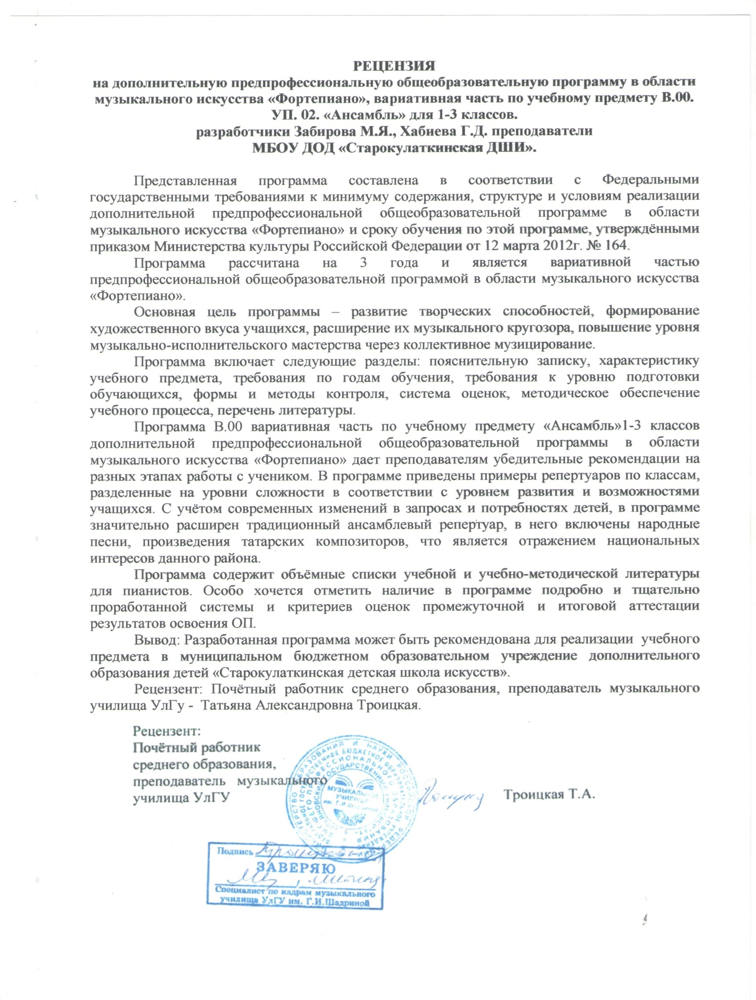 РЕЦЕНЗИЯ
на дополнительную предпрофессиональную общеобразовательную программу в области
музыкального искусства «Фортепиано», вариативная часть по учебному предмету В.00.
УП. 02. «Ансамбль» для 1-3 классов.
разработчики Забирова М.Я., Хабиева Г.Д. преподаватели
МБОУ ДОД «Старокулаткинская ДШИ».
Представленная программа составлена в соответствии с Федеральными
государственными требованиями к минимуму содержания, структуре и условиям реализации
дополнительной предпрофессиональной общеобразовательной программе в области
музыкального искусства «Фортепиано» и сроку обучения по этой программе, утверждёнными
приказом Министерства культуры Российской Федерации от 12 марта 2012г. № 164.
Программа рассчитана на 3 года и является вариативной частью
предпрофессиональной общеобразовательной программой в области музыкального искусства
«Фортепиано».
Основная цель программы – развитие творческих способностей, формирование
художественного вкуса учащихся, расширение их музыкального кругозора, повышение уровня
музыкально-исполнительского мастерства через коллективное музицирование.
Программа включает следующие разделы: пояснительную записку, характеристику
учебного предмета, требования по годам обучения, требования к уровню подготовки
обучающихся, формы и методы контроля, система оценок, методическое обеспечение
учебного процесса, перечень литературы.
Программа В.00 вариативная часть по учебному предмету «Ансамбль»1-3 классов
дополнительной предпрофессиональной общеобразовательной программы в области
музыкального искусства «Фортепиано» дает преподавателям убедительные рекомендации на
разных этапах работы с учеником. В программе приведены примеры репертуаров по классам,
разделенные на уровни сложности в соответствии с уровнем развития и возможностями
учащихся. С учётом современных изменений в запросах и потребностях детей, в программе
значительно расширен традиционный ансамблевый репертуар, в него включены народные
песни, произведения татарских композиторов, что является отражением национальных
интересов данного района.
Программа содержит объёмные списки учебной и учебно-методической литературы
для пианистов. Особо хочется отметить наличие в программе подробно и тщательно
проработанной системы и критериев оценок промежуточной и итоговой аттестации
результатов освоения ОП.
Вывод: Разработанная программа может быть рекомендована для реализации учебного
предмета в муниципальном бюджетном образовательном учреждение дополнительного
образования детей «Старокулаткинская детская школа искусств».
Рецензент: Почётный работник среднего образования, преподаватель музыкального
училища УлГу - Татьяна Александровна Троицкая.
Рецензент:
Почётный работник
среднего образования,
преподаватель музыкального
училища УлГУ Троицкая Т.А.
МУЗЫКАЛЬНОЕ
УЧИЛИЩЕ
Подпись
ЗАВЕРЯЮ
Специалист по кадрам музыкального
училища УлГУ им. Г.И.Шадриной